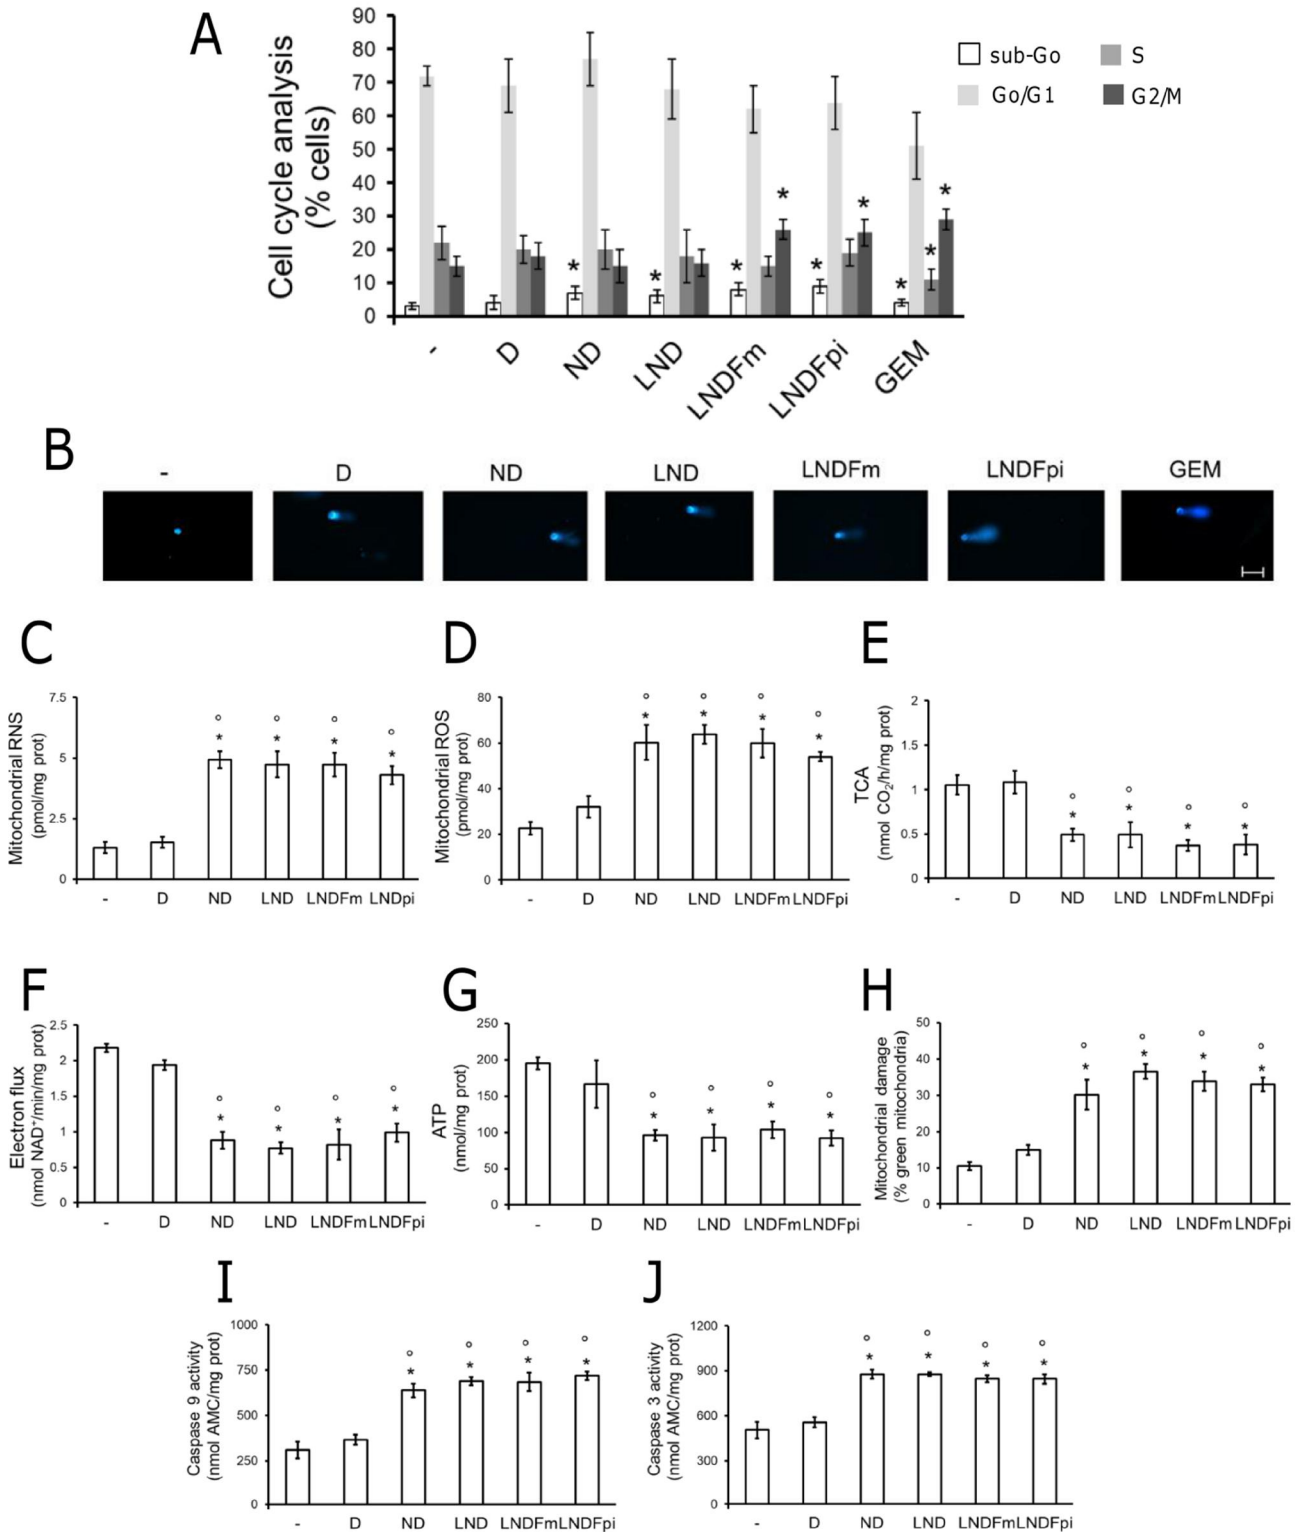 A
Cell cycle analysis
(% cells)
90
80
70
60
50
40
30
20
10
0
sub-Go
S
Go/G1
G2/M
* * * * * * * * *
- D ND LND LNDFm LNDFpi GEM
B
- D ND LND LNDFm LNDFpi GEM
C
Mitochondrial RNS
(pmol/mg prot)
7.5
5
2.5
0
° ° ° °
* * * *
- D ND LND LNDFm LNDpi
D
Mitochondrial ROS
(pmol/mg prot)
80
60
40
20
0
° ° ° °
* * * *
- D ND LND LNDFm LNDFpi
E
TCA
(nmol CO₂/h/mg prot)
2
1.5
1
0.5
0
° ° ° °
* * * *
- D ND LND LNDFm LNDFpi
F
Electron flux
(nmol NAD⁺/min/mg prot)
2.5
2
1.5
1
0.5
0
° ° ° °
* * * *
- D ND LND LNDFm LNDFpi
G
ATP
(nmol/mg prot)
250
200
150
100
50
0
° ° ° °
* * * *
- D ND LND LNDFm LNDFpi
H
Mitochondrial damage
(% green mitochondria)
50
40
30
20
10
0
° ° ° °
* * * *
- D ND LND LNDFm LNDFpi
I
Caspase 9 activity
(nmol AMC/mg prot)
1000
750
500
250
0
° ° ° °
* * * *
- D ND LND LNDFm LNDFpi
J
Caspase 3 activity
(nmol AMC/mg prot)
1200
900
600
300
0
° ° ° °
* * * *
- D ND LND LNDFm LNDFpi